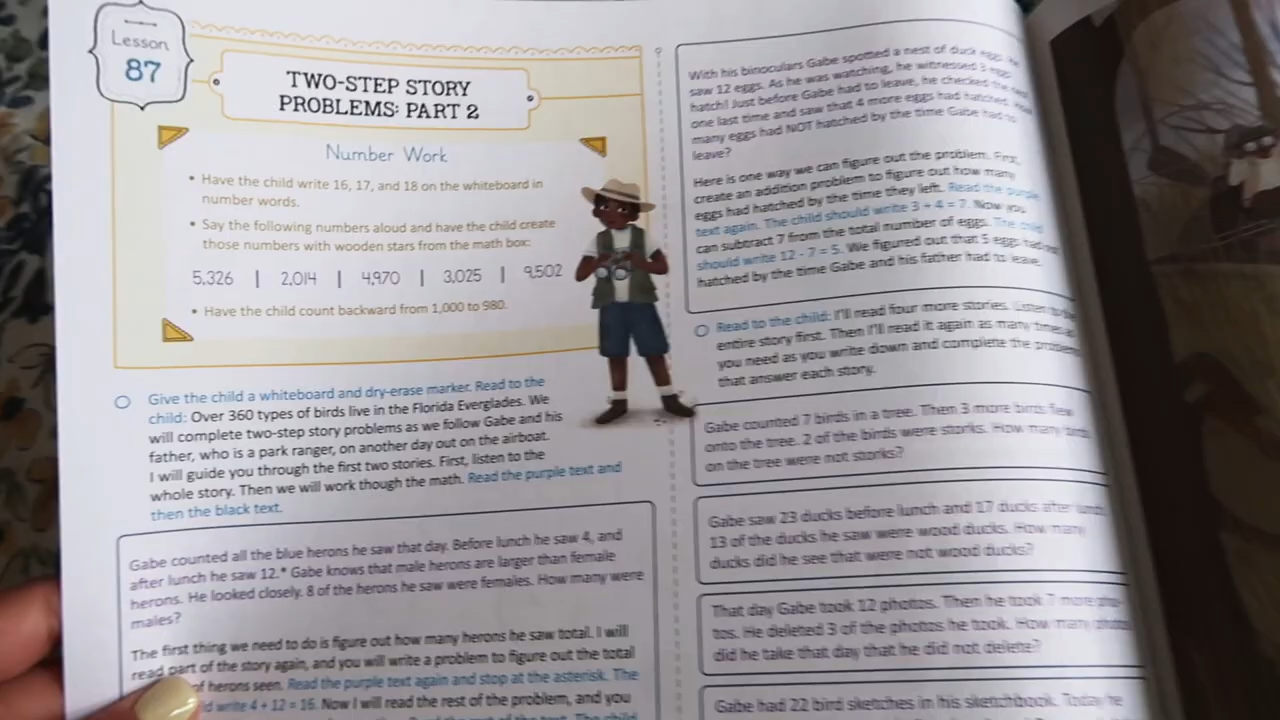 Lesson
87
TWO-STEP STORY
PROBLEMS: PART 2
Number Work
• Have the child write 16, 17, and 18 on the whiteboard in
number words.
• Say the following numbers aloud and have the child create
those numbers with wooden stars from the math box:
5,326 | 2,014 | 4,970 | 3,025 | 9,502
• Have the child count backward from 1,000 to 980.
Give the child a whiteboard and dry-erase marker. Read to the
child: Over 360 types of birds live in the Florida Everglades. We
will complete two-step story problems as we follow Gabe and his
father, who is a park ranger, on another day out on the airboat.
I will guide you through the first two stories. First, listen to the
whole story. Then we will work though the math. Read the purple text and
then the black text.
Gabe counted all the blue herons he saw that day. Before lunch he saw 4, and
after lunch he saw 12.* Gabe knows that male herons are larger than female
herons. He looked closely. 8 of the herons he saw were females. How many were
males?
The first thing we need to do is figure out how many herons he saw total. I will
read part of the story again, and you will write a problem to figure out the total
of herons seen. Read the purple text again and stop at the asterisk. The
write 4 + 12 = 16. Now I will read the rest of the problem, and you
With his binoculars Gabe spotted a nest of duck eggs.
saw 12 eggs. As he was watching, he witnessed 3 eggs
hatch! Just before Gabe had to leave, he checked the
one last time and saw that 4 more eggs had hatched.
many eggs had NOT hatched by the time Gabe had to
leave?
Here is one way we can figure out the problem. First,
create an addition problem to figure out how many
eggs had hatched by the time they left. Read the purple
text again. The child should write 3 + 4 = 7. Now you
can subtract 7 from the total number of eggs. The child
should write 12 - 7 = 5. We figured out that 5 eggs had not
hatched by the time Gabe and his father had to leave.
Read to the child: I'll read four more stories. Listen to the
entire story first. Then I'll read it again as many times as
you need as you write down and complete the problem
that answer each story.
Gabe counted 7 birds in a tree. Then 3 more birds flew
onto the tree. 2 of the birds were storks. How many birds
on the tree were not storks?
Gabe saw 23 ducks before lunch and 17 ducks after lunch.
13 of the ducks he saw were wood ducks. How many
ducks did he see that were not wood ducks?
That day Gabe took 12 photos. Then he took 7 more pho-
tos. He deleted 3 of the photos he took. How many photos
did he take that day that he did not delete?
Gabe had 22 bird sketches in his sketchbook. Today he